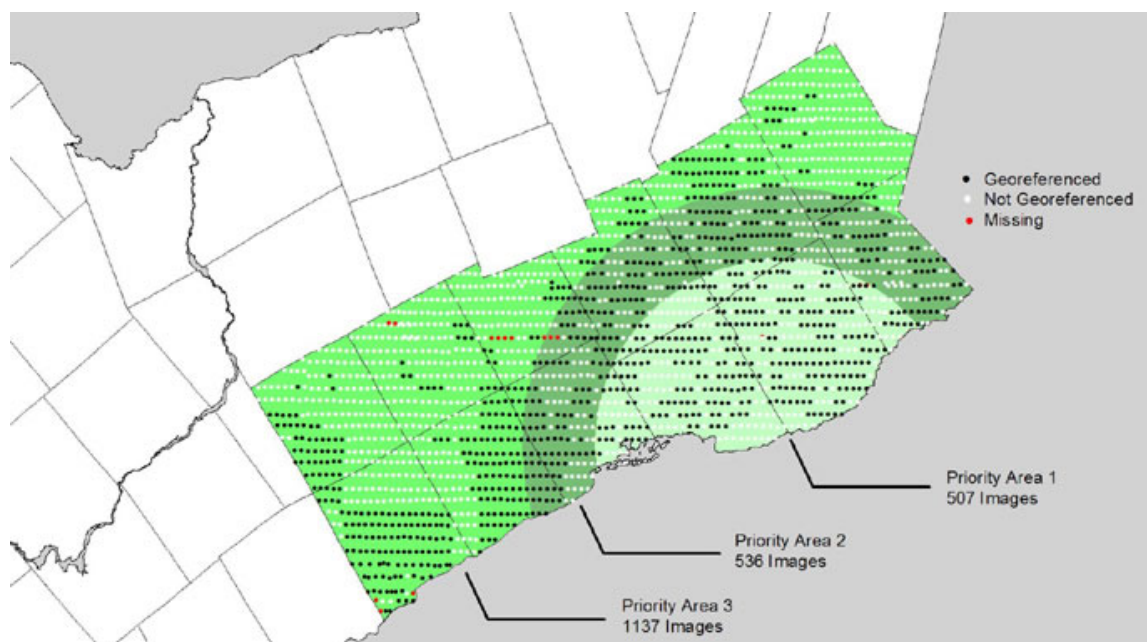 Georeferenced
Not Georeferenced
Missing
Priority Area 1
507 Images
Priority Area 2
536 Images
Priority Area 3
1137 Images